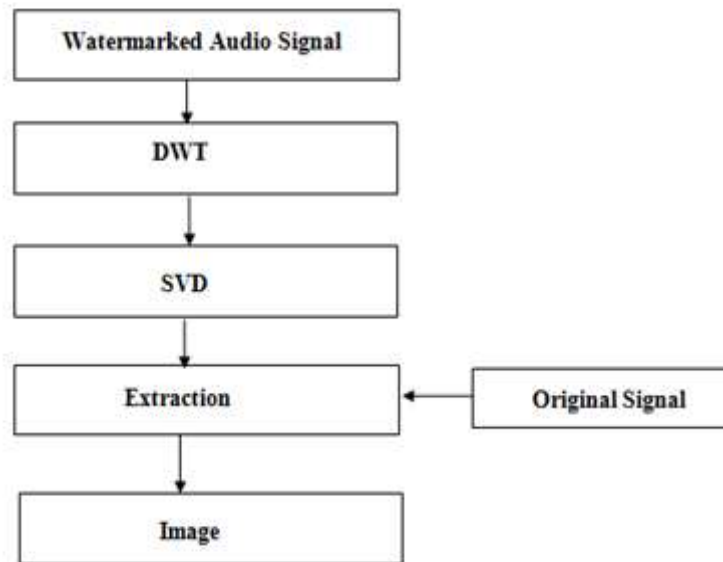 Watermarked Audio Signal
DWT
SVD
Extraction
Original Signal
Image